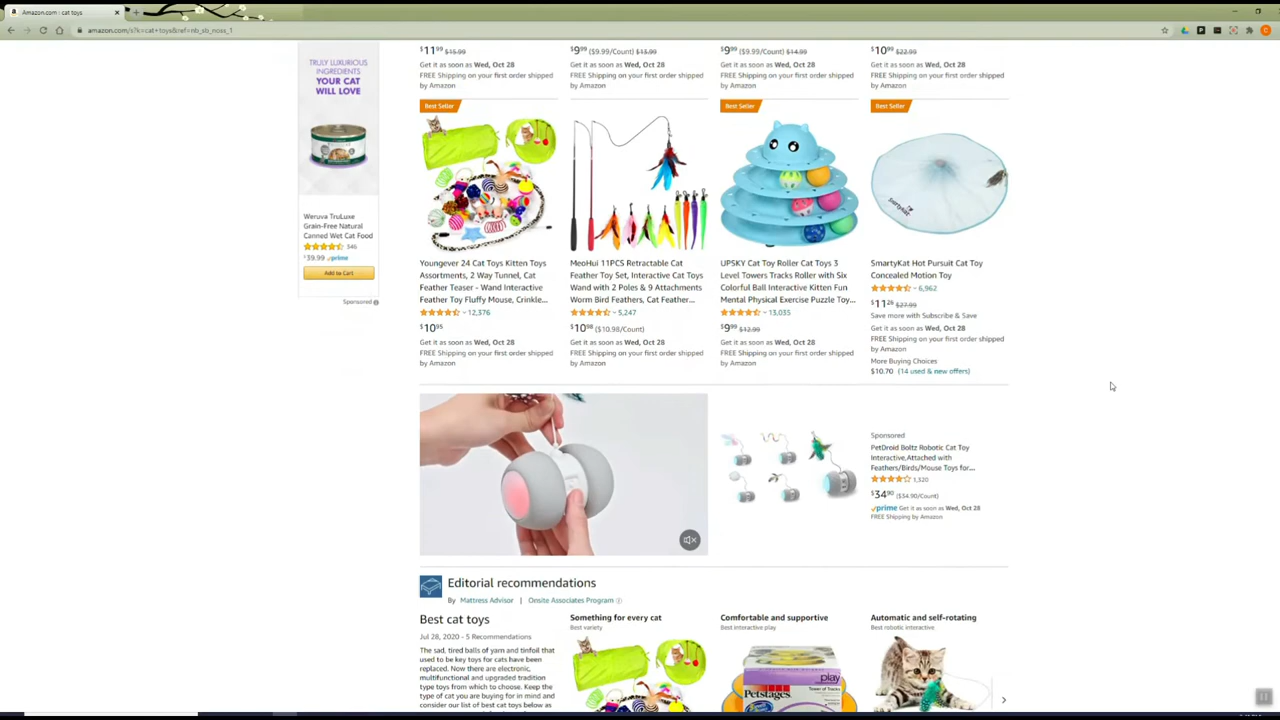 Amazon.com : cat toys
amazon.com/s?k=cat+toys&ref=nb_sb_noss_1
TRULY LUXURIOUS
INGREDIENTS
YOUR CAT
WILL LOVE
Weruva TruLuxe
Grain-Free Natural
Canned Wet Cat Food
346
$39.99 prime
Add to Cart
Sponsored
$11.99 $15.99
Get it as soon as Wed, Oct 28
FREE Shipping on your first order shipped
by Amazon
$9.99 ($9.99/Count) $13.99
Get it as soon as Wed, Oct 28
FREE Shipping on your first order shipped
by Amazon
$9.99 ($9.99/Count) $14.99
Get it as soon as Wed, Oct 28
FREE Shipping on your first order shipped
by Amazon
$10.99 $22.99
Get it as soon as Wed, Oct 28
FREE Shipping on your first order shipped
by Amazon
Best Seller
Youngever 24 Cat Toys Kitten Toys
Assortments, 2 Way Tunnel, Cat
Feather Teaser - Wand Interactive
Feather Toy Fluffy Mouse, Crinkle...
12,376
$10.95
Get it as soon as Wed, Oct 28
FREE Shipping on your first order shipped
by Amazon
MeoHui 11PCS Retractable Cat
Feather Toy Set, Interactive Cat Toys
Wand with 2 Poles & 9 Attachments
Worm Bird Feathers, Cat Feather...
5,247
$10.98 ($10.98/Count)
Get it as soon as Wed, Oct 28
FREE Shipping on your first order shipped
by Amazon
Best Seller
UPSKY Cat Toy Roller Cat Toys 3
Level Towers Tracks Roller with Six
Colorful Ball Interactive Kitten Fun
Mental Physical Exercise Puzzle Toy...
13,035
$9.99 $12.99
Get it as soon as Wed, Oct 28
FREE Shipping on your first order shipped
by Amazon
Best Seller
SmartyKat
SmartyKat Hot Pursuit Cat Toy
Concealed Motion Toy
6,962
$11.26 $27.99
Save more with Subscribe & Save
Get it as soon as Wed, Oct 28
FREE Shipping on your first order shipped
by Amazon
More Buying Choices
$10.70 (14 used & new offers)
Sponsored
PetDroid Boltz Robotic Cat Toy
Interactive,Attached with
Feathers/Birds/Mouse Toys for...
1,320
$34.90 ($34.90/Count)
prime Get it as soon as Wed, Oct 28
FREE Shipping by Amazon
Editorial recommendations
By Mattress Advisor | Onsite Associates Program
Best cat toys
Jul 28, 2020 - 5 Recommendations
The sad, tired balls of yarn and tinfoil that
used to be key toys for cats have been
replaced. Now there are electronic,
multifunctional and upgraded tradition
type toys from which to choose. Keep the
type of cat you are buying for in mind and
consider our list of best cat toys below as
Something for every cat
Best variety
Comfortable and supportive
Best interactive play
play
Petstages
Tower of Tracks
Automatic and self-rotating
Best robotic interactive